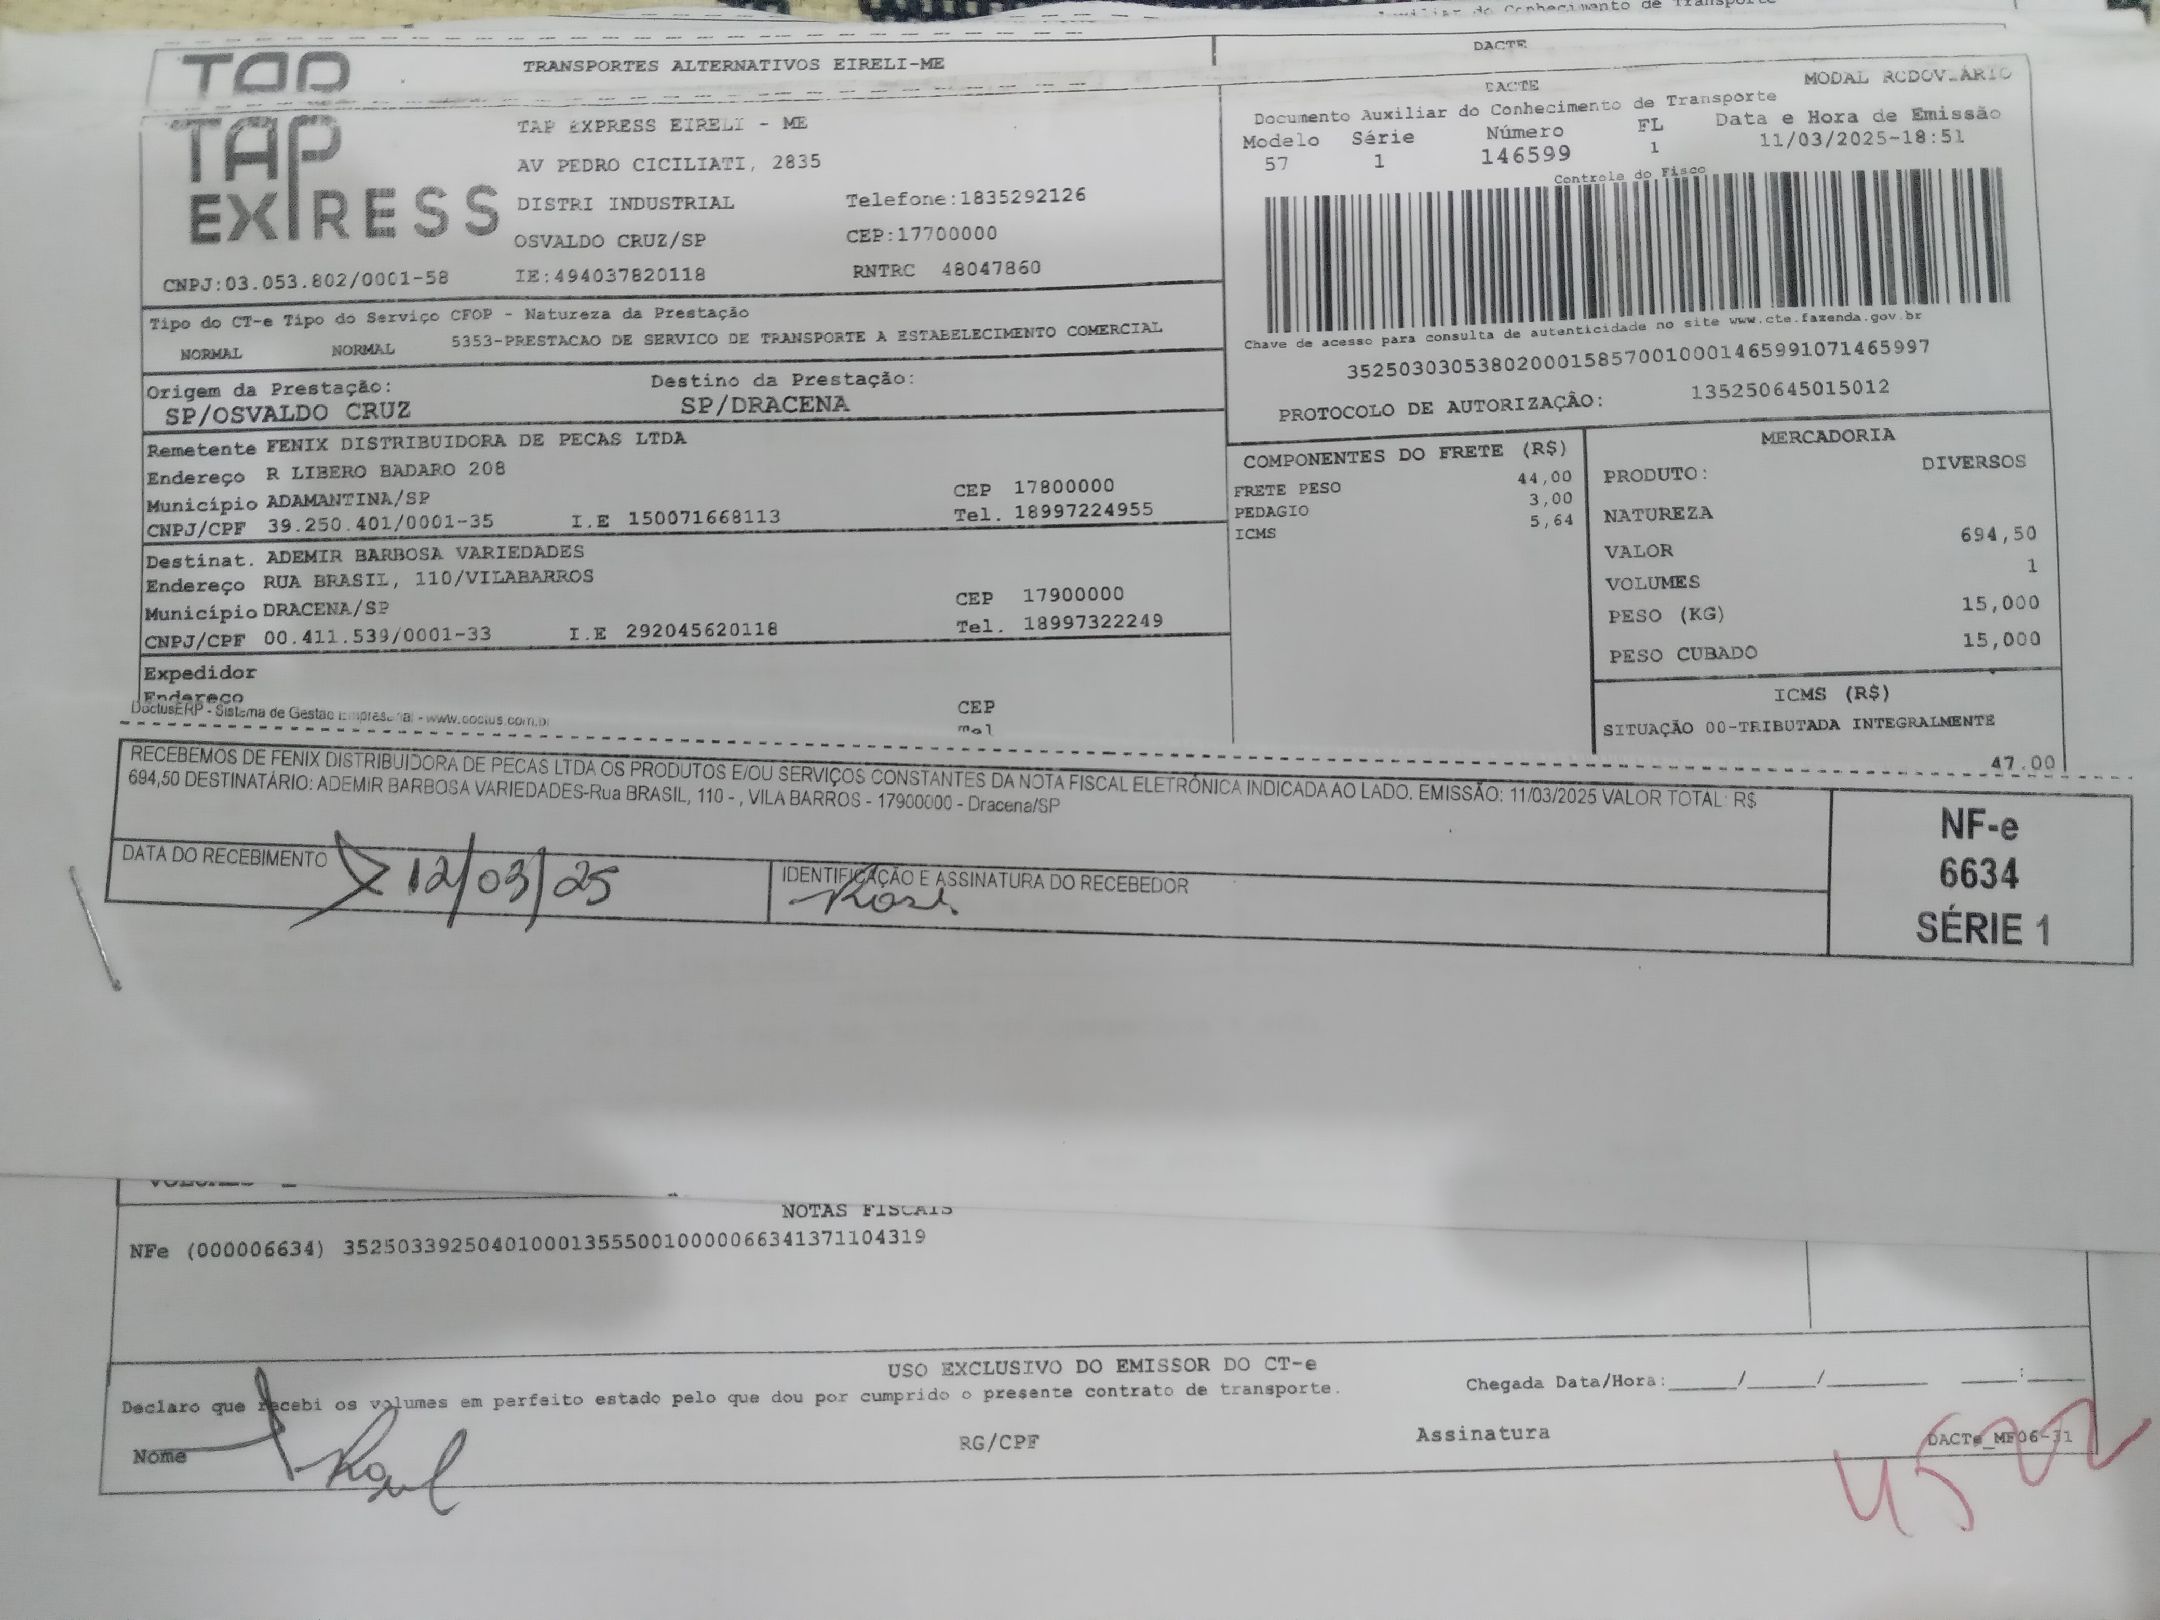 Auxiliar do Conhecimento de Transporte
DACTE
TRANSPORTES ALTERNATIVOS EIRELI-ME
TAP EXPRESS
TAP EXPRESS EIRELI - ME
AV PEDRO CICILIATI, 2835
DISTRI INDUSTRIAL Telefone:1835292126
OSVALDO CRUZ/SP CEP:17700000
CNPJ:03.053.802/0001-58 IE:494037820118 RNTRC 48047860
DACTE MODAL RODOVIÁRIO
Documento Auxiliar do Conhecimento de Transporte
Modelo Série Número FL Data e Hora de Emissão
57 1 146599 1 11/03/2025-18:51
Controle do Fisco
Chave de acesso para consulta de autenticidade no site www.cte.fazenda.gov.br
35250303053802000158570010001465991071465997
PROTOCOLO DE AUTORIZAÇÃO: 135250645015012
Tipo do CT-e Tipo do Serviço CFOP - Natureza da Prestação
NORMAL NORMAL 5353-PRESTACAO DE SERVICO DE TRANSPORTE A ESTABELECIMENTO COMERCIAL
Origem da Prestação: Destino da Prestação:
SP/OSVALDO CRUZ SP/DRACENA
Remetente FENIX DISTRIBUIDORA DE PECAS LTDA
Endereço R LIBERO BADARO 208
Município ADAMANTINA/SP CEP 17800000
CNPJ/CPF 39.250.401/0001-35 I.E 150071668113 Tel. 18997224955
Destinat. ADEMIR BARBOSA VARIEDADES
Endereço RUA BRASIL, 110/VILABARROS
Município DRACENA/SP CEP 17900000
CNPJ/CPF 00.411.539/0001-33 I.E 292045620118 Tel. 18997322249
Expedidor
Endereço CEP
DoctusERP - Sistema de Gestao Empresarial - www.doctus.com.br
COMPONENTES DO FRETE (R$)
FRETE PESO 44,00
PEDAGIO 3,00
ICMS 5,64
MERCADORIA
PRODUTO: DIVERSOS
NATUREZA
VALOR 694,50
VOLUMES 1
PESO (KG) 15,000
PESO CUBADO 15,000
ICMS (R$)
SITUAÇÃO 00-TRIBUTADA INTEGRALMENTE
47.00
RECEBEMOS DE FENIX DISTRIBUIDORA DE PECAS LTDA OS PRODUTOS E/OU SERVIÇOS CONSTANTES DA NOTA FISCAL ELETRÔNICA INDICADA AO LADO. EMISSÃO: 11/03/2025 VALOR TOTAL: R$
694,50 DESTINATÁRIO: ADEMIR BARBOSA VARIEDADES-Rua BRASIL, 110 - , VILA BARROS - 17900000 - Dracena/SP
DATA DO RECEBIMENTO 12/03/25
IDENTIFICAÇÃO E ASSINATURA DO RECEBEDOR
NF-e
6634
SÉRIE 1
VOLUMES
NOTAS FISCAIS
NFe (000006634) 35250339250401000135550010000066341371104319
USO EXCLUSIVO DO EMISSOR DO CT-e
Declaro que recebi os volumes em perfeito estado pelo que dou por cumprido o presente contrato de transporte. Chegada Data/Hora:_____/_____/_______ ____:____
Nome RG/CPF Assinatura
DACTe_MF06-31